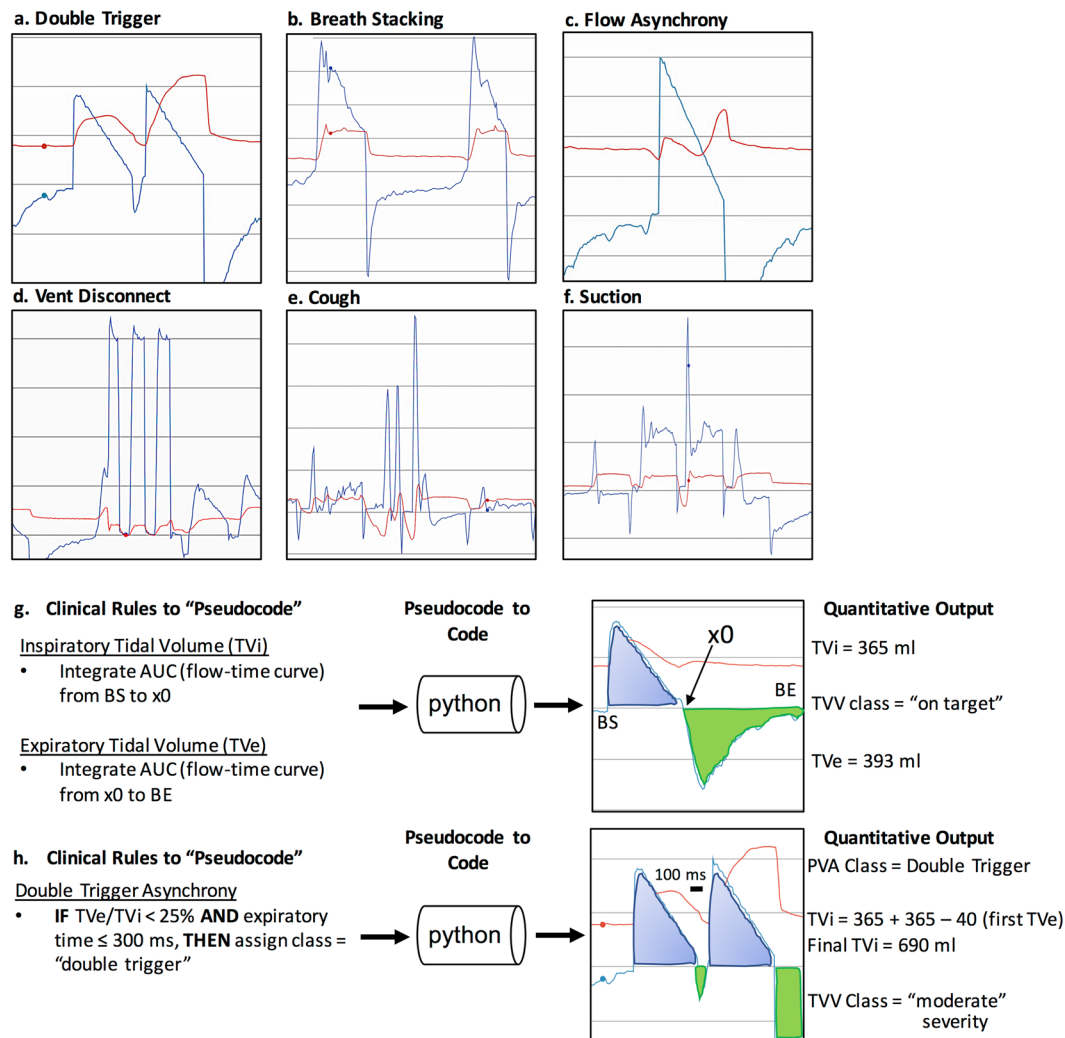 a. Double Trigger
b. Breath Stacking
c. Flow Asynchrony
d. Vent Disconnect
e. Cough
f. Suction
g. Clinical Rules to “Pseudocode”
Inspiratory Tidal Volume (TVi)
• Integrate AUC (flow-time curve)
from BS to x0
Expiratory Tidal Volume (TVe)
• Integrate AUC (flow-time curve)
from x0 to BE
Pseudocode to
Code
python
x0
BE
BS
Quantitative Output
TVi = 365 ml
TVV class = “on target”
TVe = 393 ml
h. Clinical Rules to “Pseudocode”
Double Trigger Asynchrony
• IF TVe/TVi < 25% AND expiratory
time ≤ 300 ms, THEN assign class =
“double trigger”
Pseudocode to
Code
python
100 ms
Quantitative Output
PVA Class = Double Trigger
TVi = 365 + 365 – 40 (first TVe)
Final TVi = 690 ml
TVV Class = “moderate”
severity